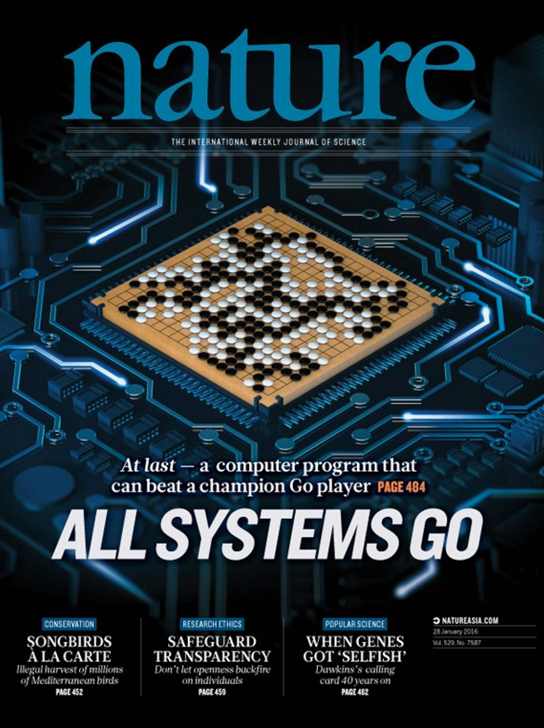 nature
THE INTERNATIONAL WEEKLY JOURNAL OF SCIENCE
At last — a computer program that
can beat a champion Go player PAGE 484
ALL SYSTEMS GO
CONSERVATION
SONGBIRDS
À LA CARTE
Illegal harvest of millions
of Mediterranean birds
PAGE 452
RESEARCH ETHICS
SAFEGUARD
TRANSPARENCY
Don't let openness backfire
on individuals
PAGE 459
POPULAR SCIENCE
WHEN GENES
GOT ‘SELFISH’
Dawkins's calling
card 40 years on
PAGE 462
NATUREASIA.COM
28 January 2016
Vol. 529, No. 7587